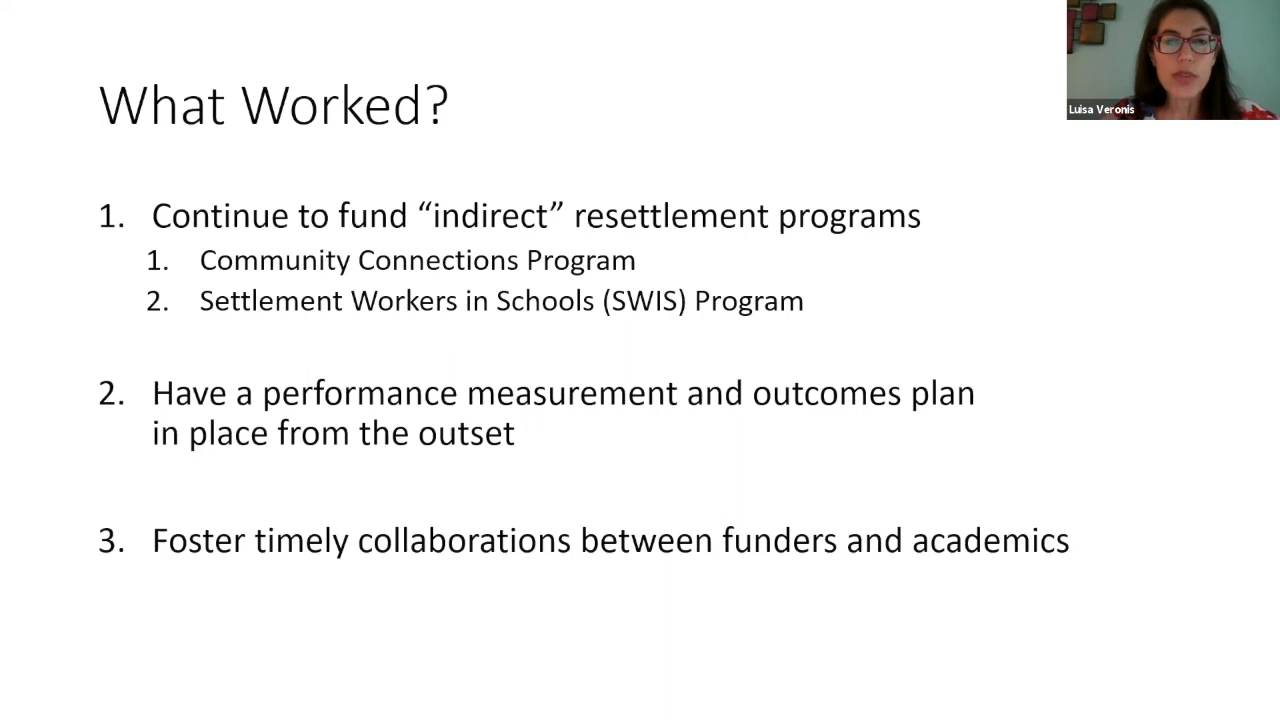 What Worked?
Luisa Veronis
1. Continue to fund “indirect” resettlement programs
1. Community Connections Program
2. Settlement Workers in Schools (SWIS) Program
2. Have a performance measurement and outcomes plan
in place from the outset
3. Foster timely collaborations between funders and academics